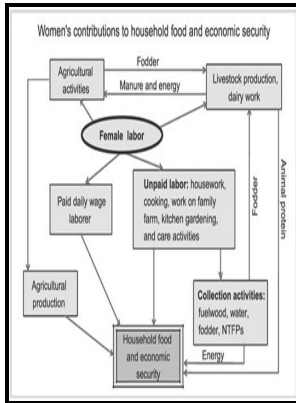 Women's contributions to household food and economic security
Fodder
Agricultural
activities
Livestock production,
dairy work
Manure and energy
Female labor
Paid daily wage
laborer
Unpaid labor: housework,
cooking, work on family
farm, kitchen gardening,
and care activities
Fodder
Animal protein
Agricultural
production
Collection activities:
fuelwood, water,
fodder, NTFPs
Household food
and economic
security
Energy